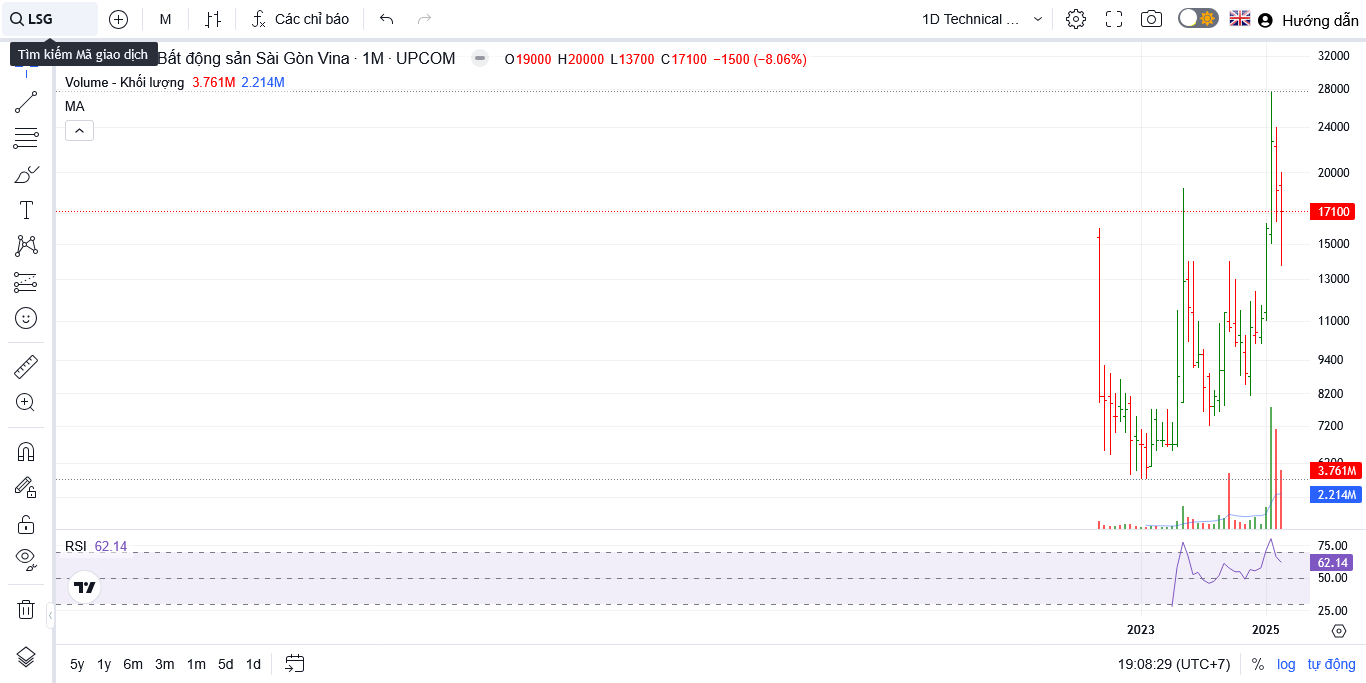 LSG
M
Các chỉ báo
1D Technical ...
Hướng dẫn
Tìm kiếm Mã giao dịch
Bất động sản Sài Gòn Vina · 1M · UPCOM
O19000 H20000 L13700 C17100 −1500 (−8.06%)
Volume - Khối lượng 3.761M 2.214M
MA
32000
28000
24000
20000
17100
15000
13000
11000
9400
8200
7200
3.761M
2.214M
RSI 62.14
75.00
62.14
50.00
25.00
2023
2025
5y 1y 6m 3m 1m 5d 1d
19:08:29 (UTC+7)
%
log
tự động